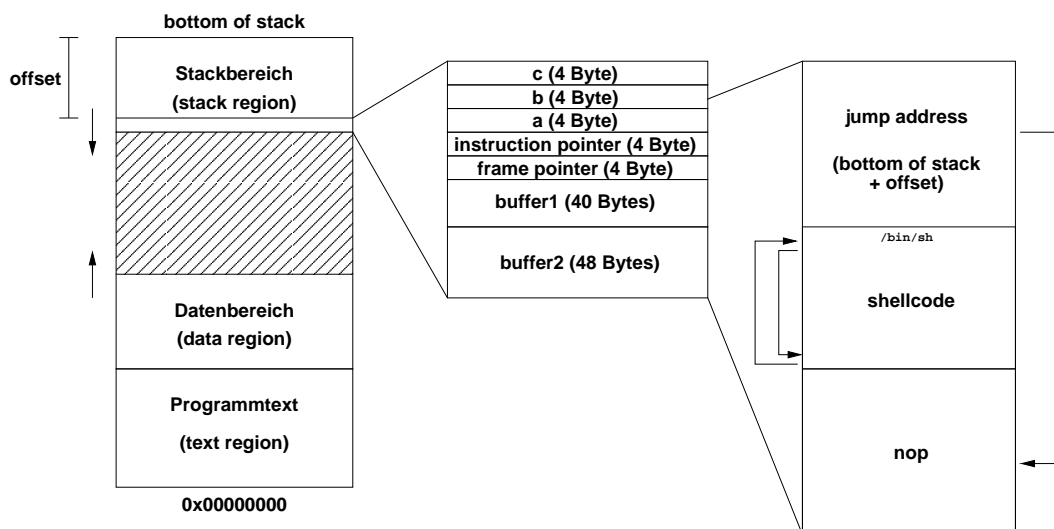 bottom of stack
offset
Stackbereich
(stack region)
Datenbereich
(data region)
Programmtext
(text region)
0x00000000
c (4 Byte)
b (4 Byte)
a (4 Byte)
instruction pointer (4 Byte)
frame pointer (4 Byte)
buffer1 (40 Bytes)
buffer2 (48 Bytes)
jump address
(bottom of stack
+ offset)
/bin/sh
shellcode
nop